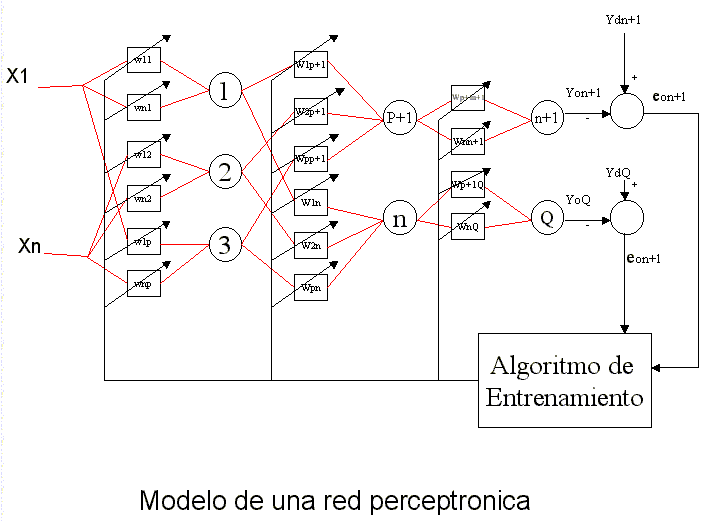 Ydn+1
X1
w11
wn1
1
W1p+1
W2p+1
P+1
Wnn+1
n+1
Yon+1
+
-
eon+1
w12
wn2
2
Wpp+1
W1n
n
Wp+1Q
WnQ
Q
YdQ
YoQ
+
-
eon+1
Xn
w1p
wnp
3
W2n
Wpn
Algoritmo de
Entrenamiento
Modelo de una red perceptronica